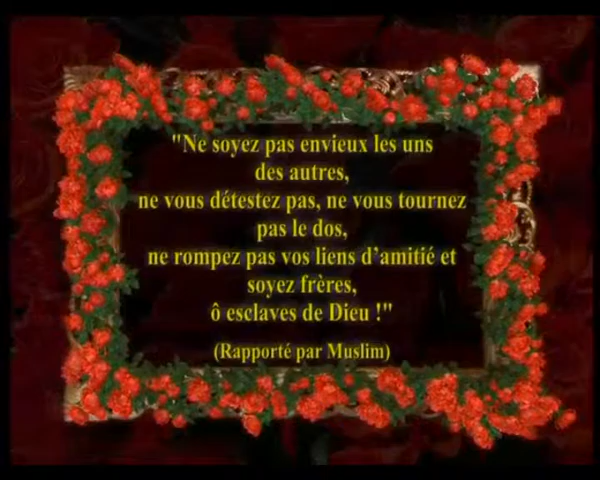 "Ne soyez pas envieux les uns
des autres,
ne vous détestez pas, ne vous tournez
pas le dos,
ne rompez pas vos liens d’amitié et
soyez frères,
ô esclaves de Dieu !"
(Rapporté par Muslim)